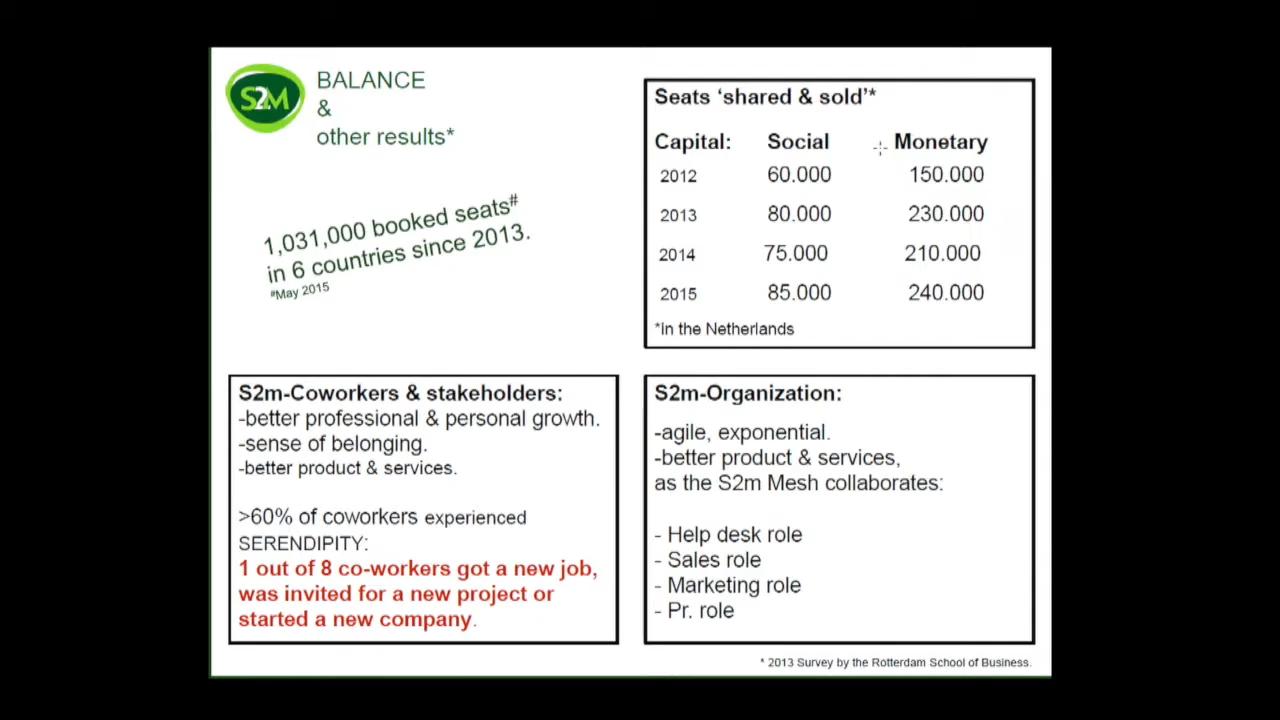 S2M
BALANCE
&
other results*
1,031,000 booked seats#
in 6 countries since 2013.
#May 2015
Seats ‘shared & sold’*
Capital: Social Monetary
2012 60.000 150.000
2013 80.000 230.000
2014 75.000 210.000
2015 85.000 240.000
*in the Netherlands
S2m-Coworkers & stakeholders:
-better professional & personal growth.
-sense of belonging.
-better product & services.
>60% of coworkers experienced
SERENDIPITY:
1 out of 8 co-workers got a new job,
was invited for a new project or
started a new company.
S2m-Organization:
-agile, exponential.
-better product & services,
as the S2m Mesh collaborates:
- Help desk role
- Sales role
- Marketing role
- Pr. role
* 2013 Survey by the Rotterdam School of Business.